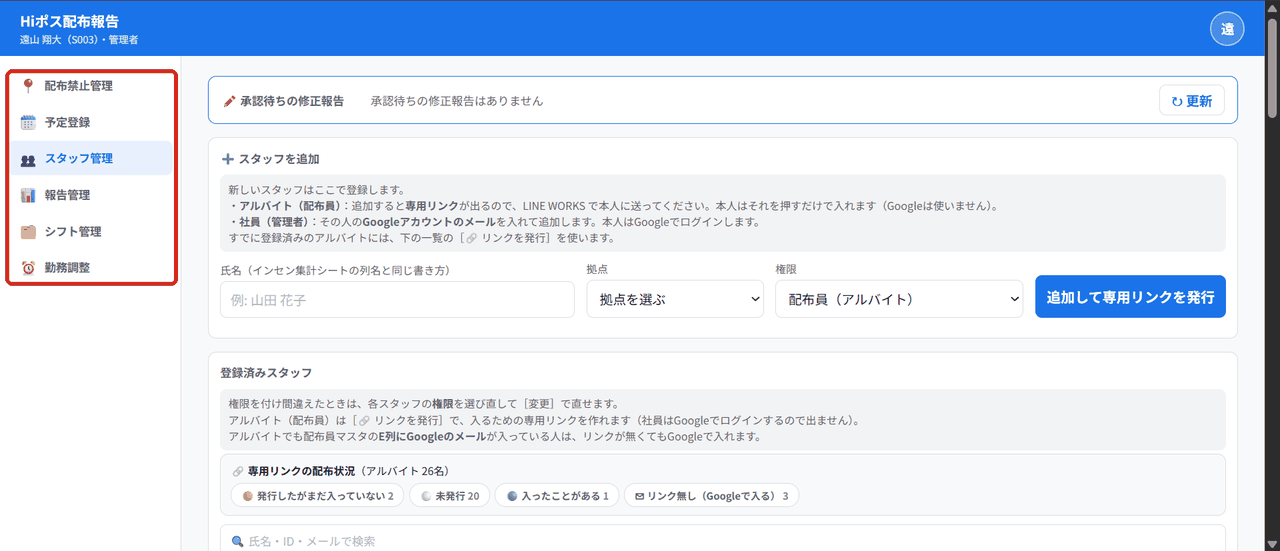 Hiポス配布報告
遠山 翔大（S003）・管理者
遠
📍 配布禁止管理
🗓️ 予定登録
👥 スタッフ管理
📊 報告管理
🗂️ シフト管理
⏰ 勤務調整
🖍️ 承認待ちの修正報告 承認待ちの修正報告はありません
↻ 更新
➕ スタッフを追加
新しいスタッフはここで登録します。
・アルバイト（配布員）：追加すると専用リンクが出るので、LINE WORKS で本人に送ってください。本人はそれを押すだけで入れます（Googleは使いません）。
・社員（管理者）：その人のGoogleアカウントのメールを入れて追加します。本人はGoogleでログインします。
すでに登録済みのアルバイトには、下の一覧の［🔗 リンクを発行］を使います。
氏名（インセン集計シートの列名と同じ書き方）
拠点
権限
例: 山田 花子
拠点を選ぶ
配布員（アルバイト）
追加して専用リンクを発行
登録済みスタッフ
権限を付け間違えたときは、各スタッフの権限を選び直して［変更］で直せます。
アルバイト（配布員）は［🔗 リンクを発行］で、入るための専用リンクを作れます（社員はGoogleでログインするので出ません）。
アルバイトでも配布員マスタのE列にGoogleのメールが入っている人は、リンクが無くてもGoogleで入れます。
🔗 専用リンクの配布状況（アルバイト 26名）
発行したがまだ入っていない 2
未発行 20
入ったことがある 1
✉ リンク無し（Googleで入る） 3
🔍 氏名・ID・メールで検索